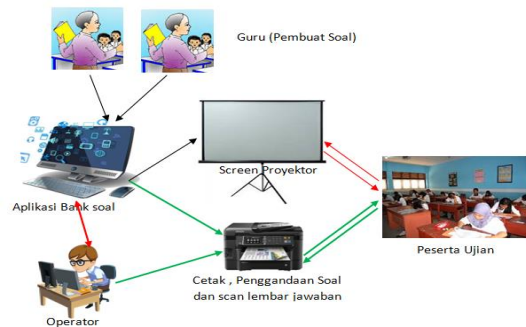 Guru (Pembuat Soal)
Screen Proyektor
Aplikasi Bank soal
Peserta Ujian
Cetak , Penggandaan Soal
dan scan lembar jawaban
Operator